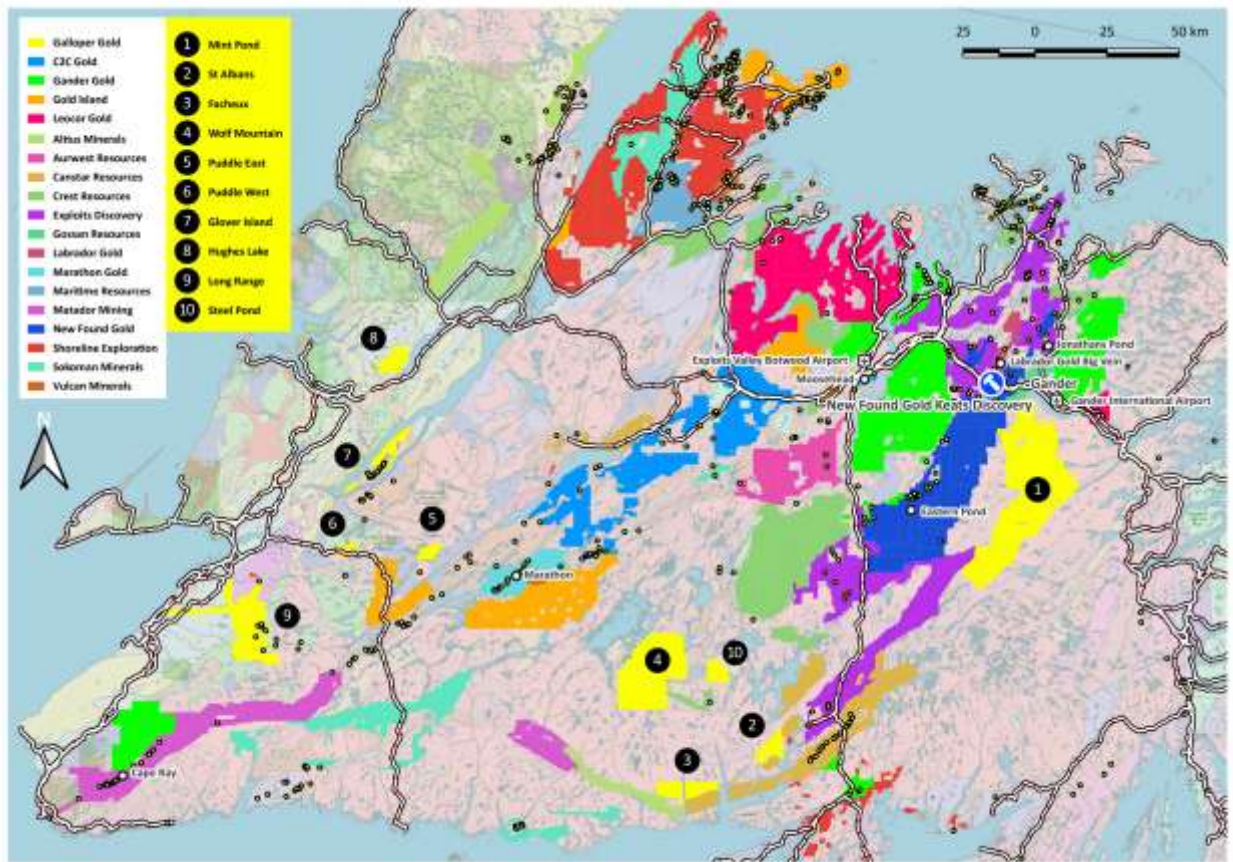 Galloper Gold
C2C Gold
Gander Gold
Gold Island
Leocor Gold
Altius Minerals
Aurwest Resources
Canstar Resources
Crest Resources
Exploits Discovery
Gossan Resources
Labrador Gold
Marathon Gold
Maritime Resources
Matador Mining
New Found Gold
Shoreline Exploration
Sokoman Minerals
Vulcan Minerals
1 Mint Pond
2 St Albans
3 Facheux
4 Wolf Mountain
5 Puddle East
6 Puddle West
7 Glover Island
8 Hughes Lake
9 Long Range
10 Steel Pond
25 0 25 50 km
N
8
7
6
5
9
4
10
2
3
1
Exploits Valley Botwood Airport
Moosehead
New Found Gold Keats Discovery
Jonathans Pond
Labrador Gold Big Vein
Gander
Gander International Airport
Eastern Pond
Marathon
Cape Ray